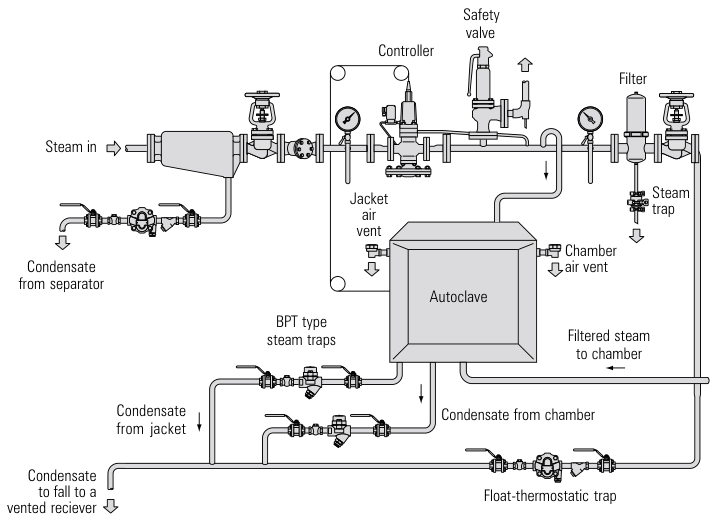 Safety
valve
Controller
Filter
Steam in
Steam
trap
Jacket
air
vent
Chamber
air vent
Condensate
from separator
Autoclave
BPT type
steam traps
Filtered steam
to chamber
Condensate
from jacket
Condensate from chamber
Condensate
to fall to a
vented reciever
Float-thermostatic trap